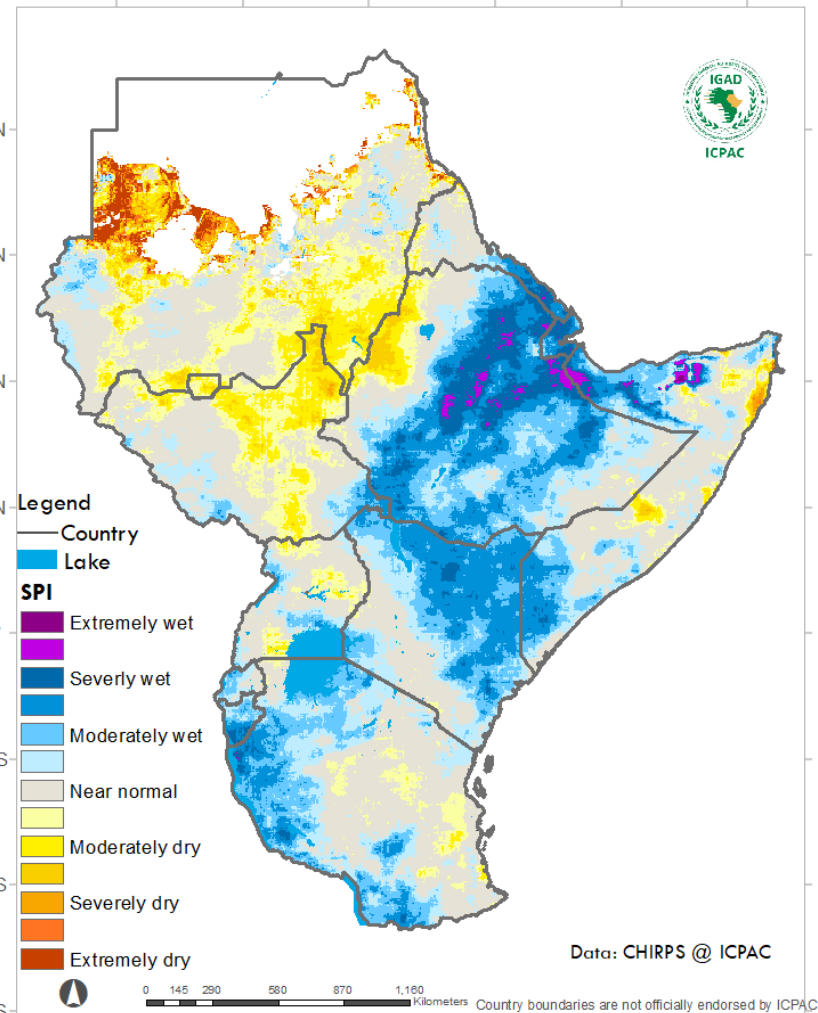 IGAD
ICPAC
N
N
N
N
Legend
Country
Lake
SPI
Extremely wet
Severly wet
Moderately wet
S
Near normal
Moderately dry
S
Severely dry
Extremely dry
Data: CHIRPS @ ICPAC
0 145 290 580 870 1,160
Kilometers
Country boundaries are not officially endorsed by ICPAC
S